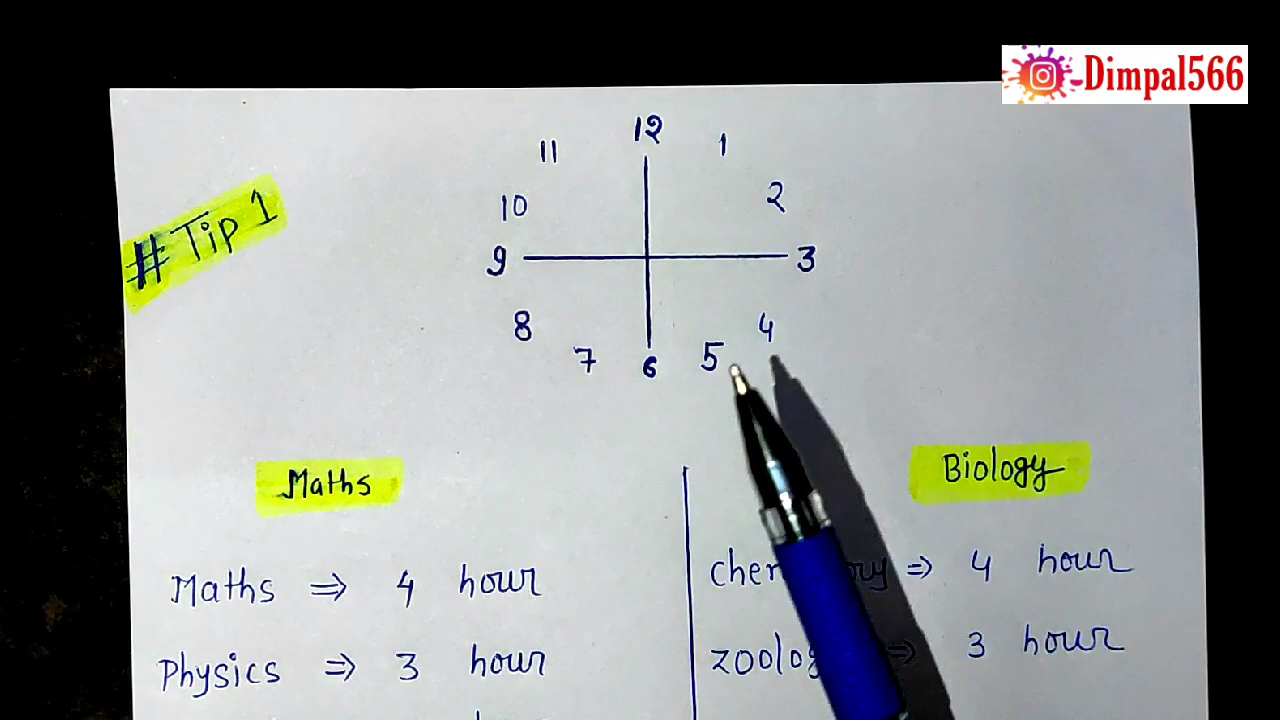 Dimpal566
12
11 1
10 2
# Tip 1
9 3
8 4
7 6 5
Maths Biology
Maths ⇒ 4 hour
⇒ 4 hour
Physics ⇒ 3 hour
⇒ 3 hour